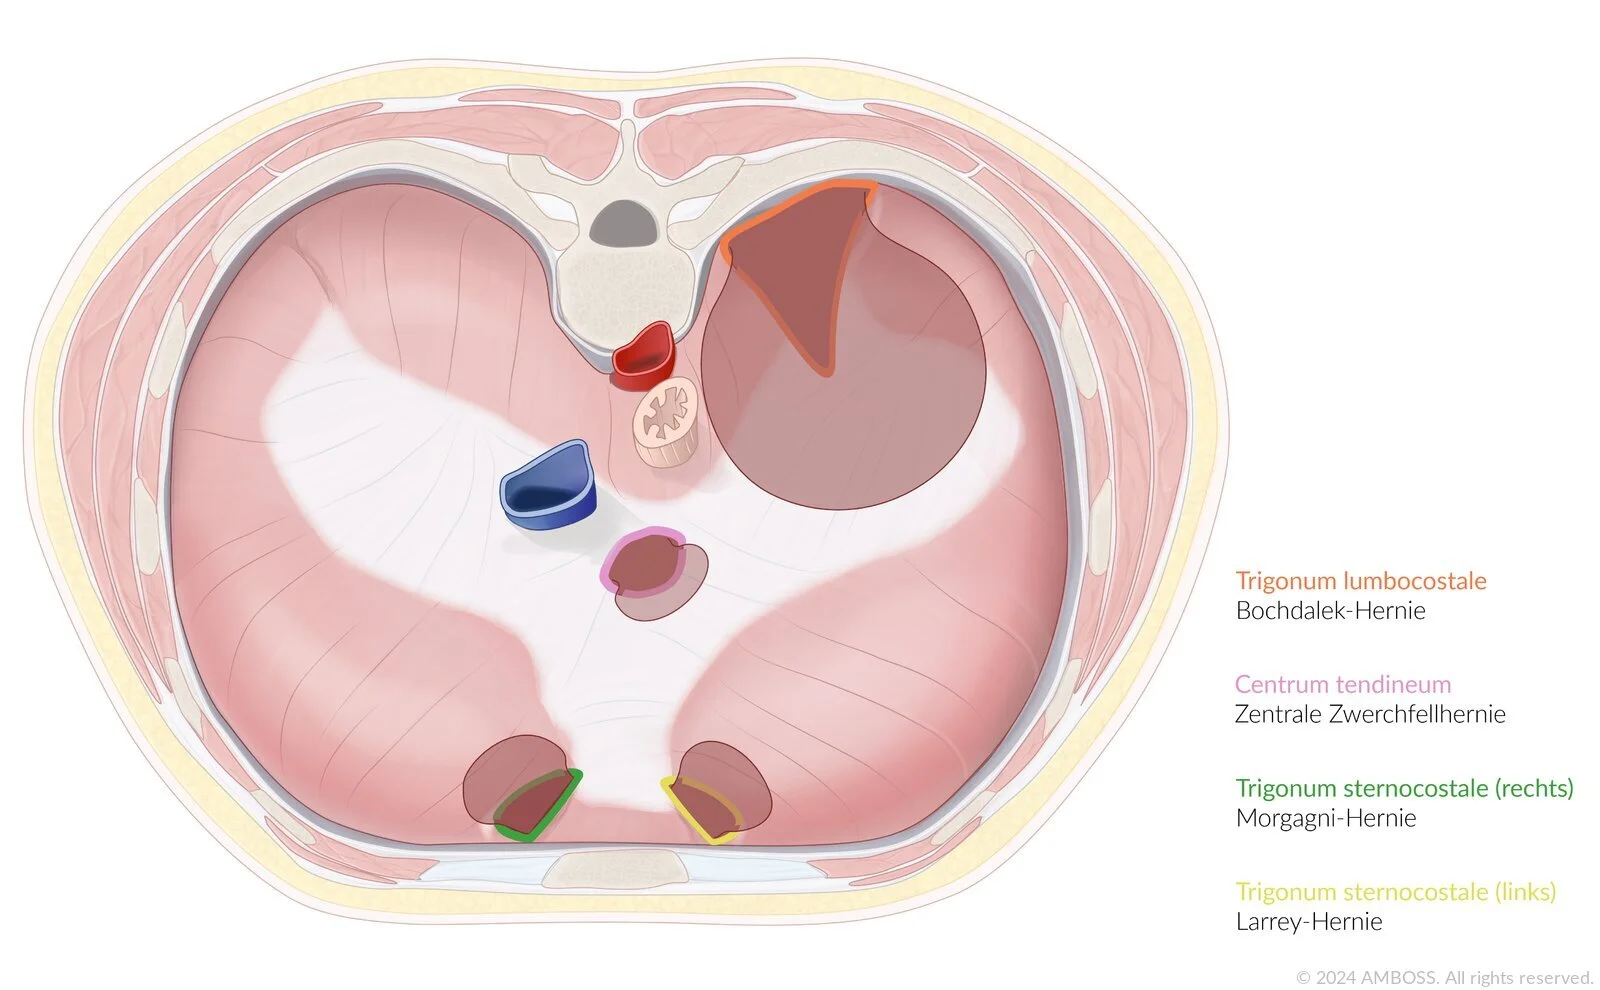 Trigonum lumbocostale
Bochdalek-Hernie
Centrum tendineum
Zentrale Zwerchfellhernie
Trigonum sternocostale (rechts)
Morgagni-Hernie
Trigonum sternocostale (links)
Larrey-Hernie
© 2024 AMBOSS. All rights reserved.